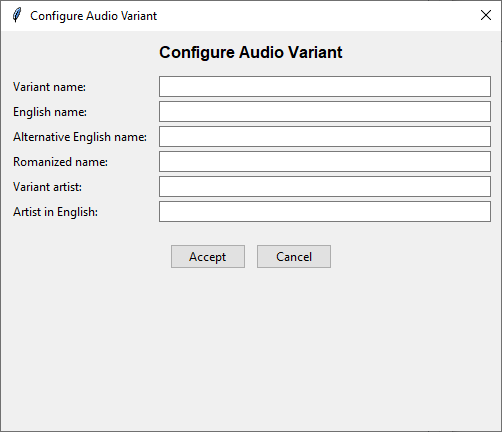 Configure Audio Variant
Configure Audio Variant
Variant name:
English name:
Alternative English name:
Romanized name:
Variant artist:
Artist in English:
Accept Cancel